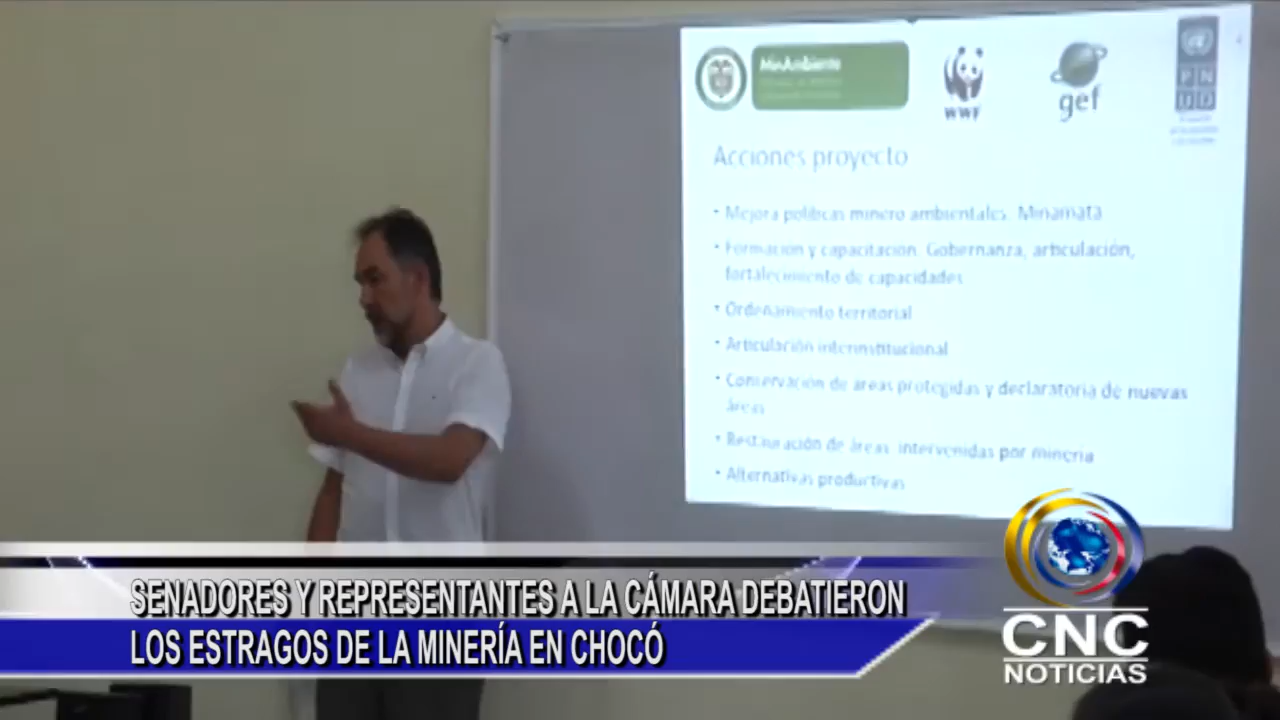 MinAmbiente
WWF
gef
P N
U D
Acciones proyecto
• Mejora políticas minero ambientales. Minamata
• Formación y capacitación. Gobernanza, articulación,
fortalecimiento de capacidades
• Ordenamiento territorial
• Articulación interinstitucional
• Conservación de áreas protegidas y declaratoria de nuevas
áreas
• Restauración de áreas intervenidas por minería
• Alternativas productivas
SENADORES Y REPRESENTANTES A LA CÁMARA DEBATIERON
LOS ESTRAGOS DE LA MINERÍA EN CHOCÓ
CNC
NOTICIAS